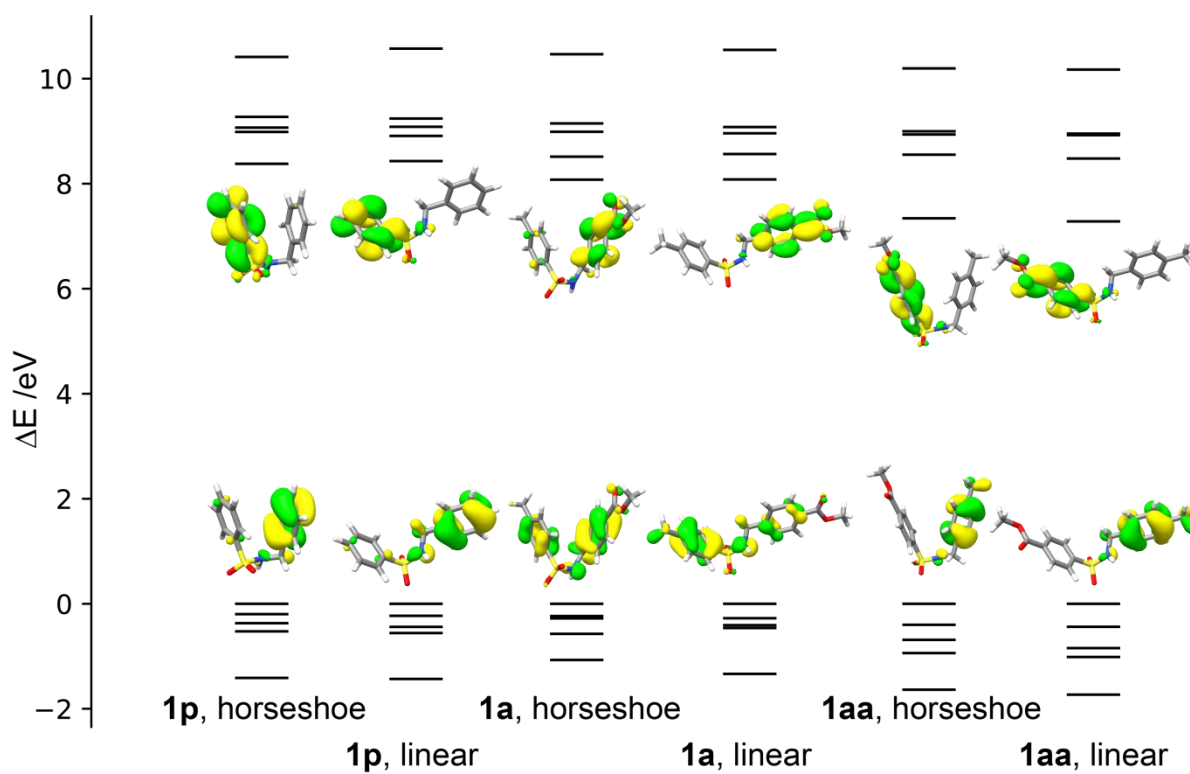 10
8
6
4
2
0
−2
ΔE /eV
1p, horseshoe
1a, horseshoe
1aa, horseshoe
1p, linear
1a, linear
1aa, linear